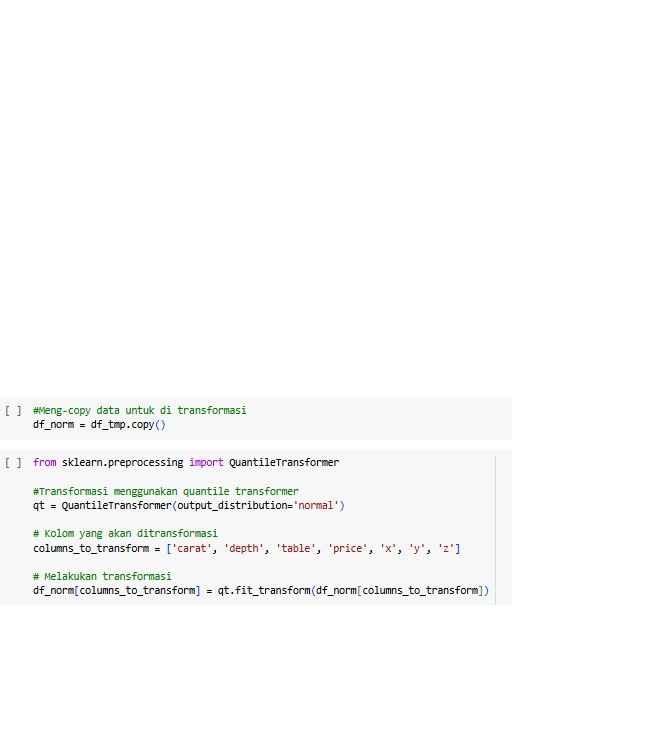 [ ] #Meng-copy data untuk di transformasi
df_norm = df_tmp.copy()
[ ] from sklearn.preprocessing import QuantileTransformer
#Transformasi menggunakan quantile transformer
qt = QuantileTransformer(output_distribution='normal')
# Kolom yang akan ditransformasi
columns_to_transform = ['carat', 'depth', 'table', 'price', 'x', 'y', 'z']
# Melakukan transformasi
df_norm[columns_to_transform] = qt.fit_transform(df_norm[columns_to_transform])